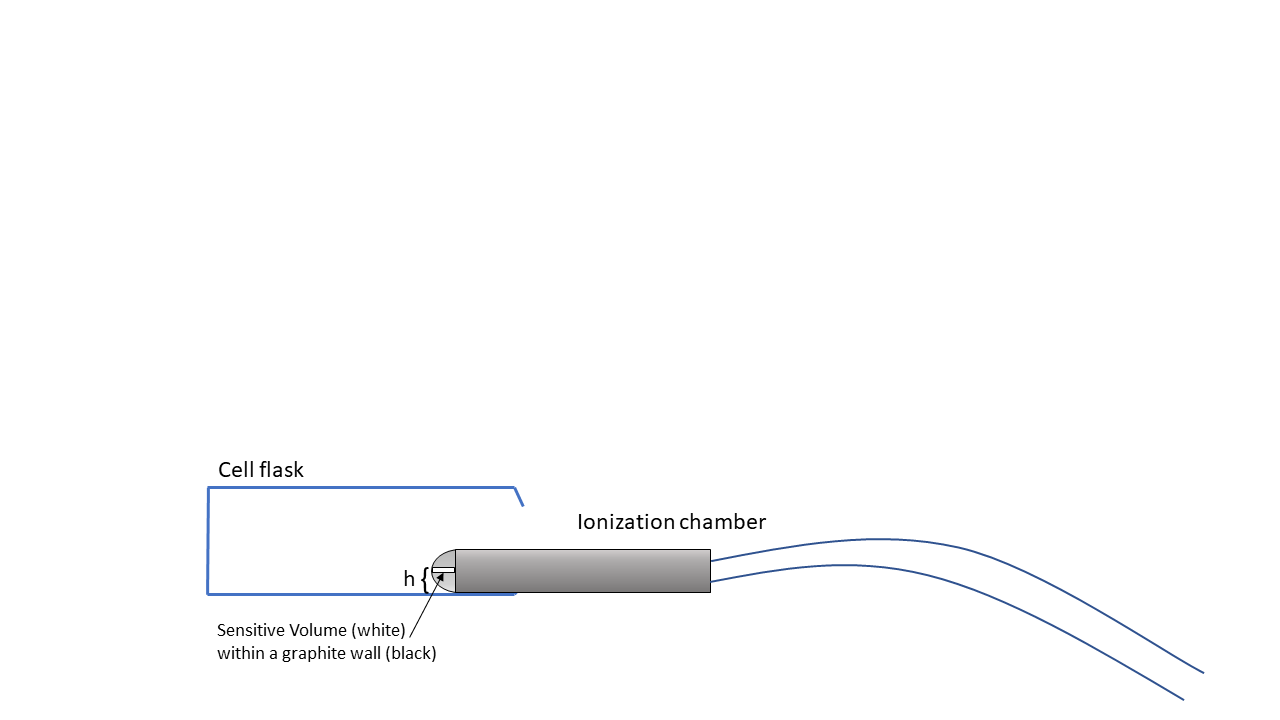 Cell flask
Ionization chamber
h {
Sensitive Volume (white)
within a graphite wall (black)